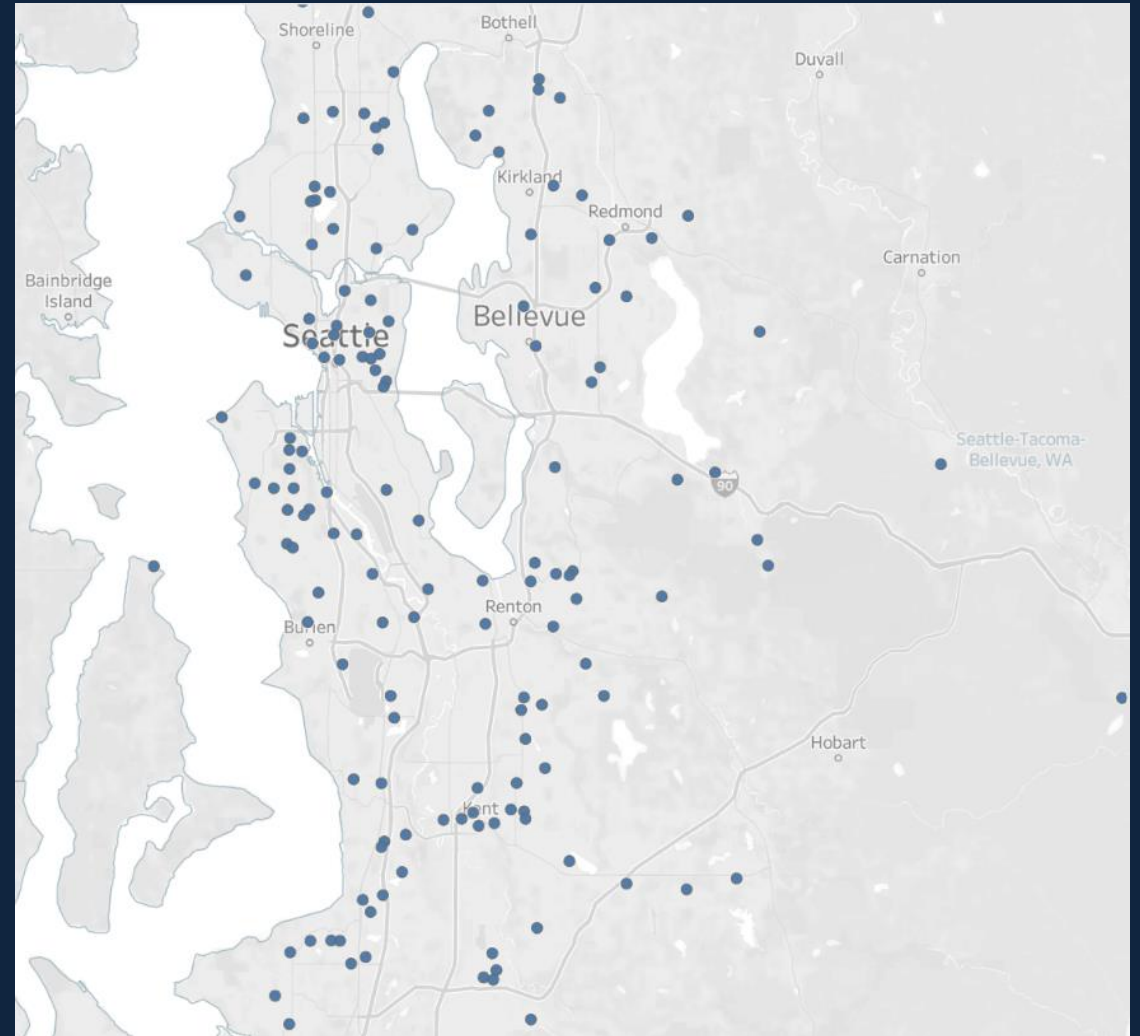 Bothell
Shoreline
Duvall
Kirkland
Redmond
Carnation
Bainbridge
Island
Bellevue
Seattle
Seattle-Tacoma-
Bellevue, WA
90
Renton
Burien
Hobart
Kent